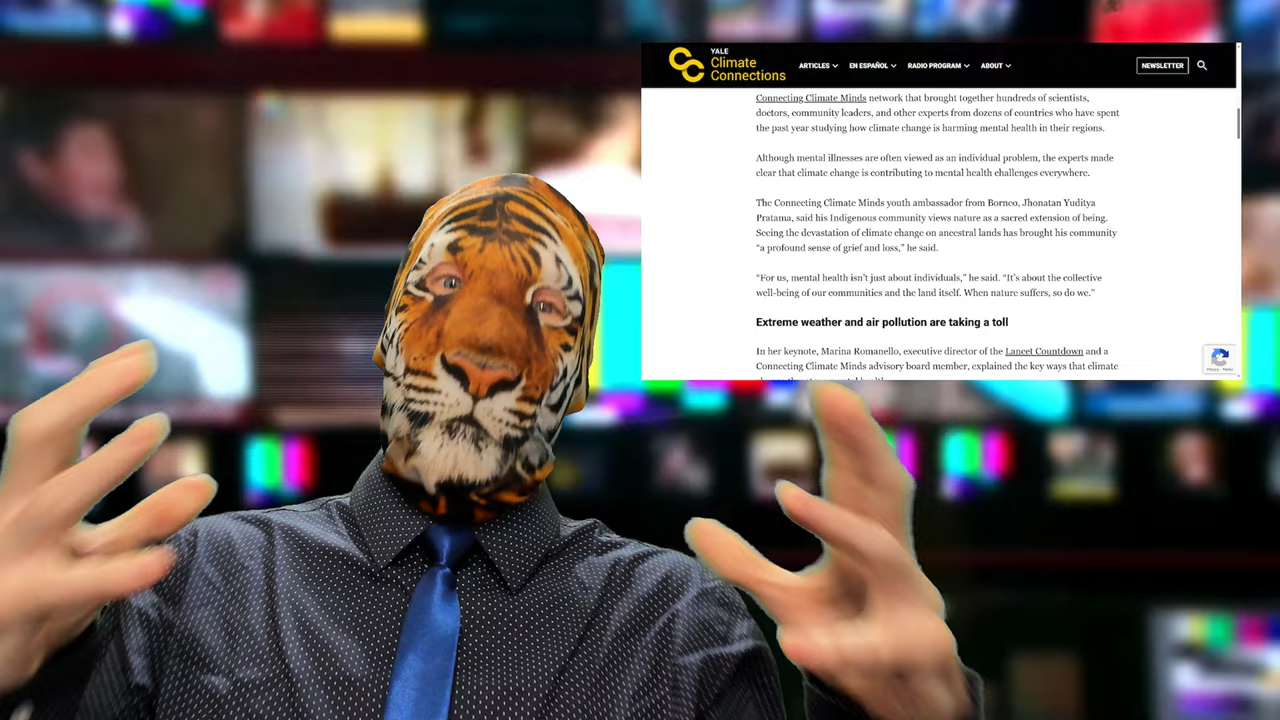 YALE
Climate
Connections
ARTICLES EN ESPAÑOL RADIO PROGRAM ABOUT NEWSLETTER
Connecting Climate Minds network that brought together hundreds of scientists,
doctors, community leaders, and other experts from dozens of countries who have spent
the past year studying how climate change is harming mental health in their regions.
Although mental illnesses are often viewed as an individual problem, the experts made
clear that climate change is contributing to mental health challenges everywhere.
The Connecting Climate Minds youth ambassador from Borneo, Jhonatan Yuditya
Pratama, said his Indigenous community views nature as a sacred extension of being.
Seeing the devastation of climate change on ancestral lands has brought his community
“a profound sense of grief and loss,” he said.
“For us, mental health isn’t just about individuals,” he said. “It’s about the collective
well-being of our communities and the land itself. When nature suffers, so do we.”
Extreme weather and air pollution are taking a toll
In her keynote, Marina Romanello, executive director of the Lancet Countdown and a
Connecting Climate Minds advisory board member, explained the key ways that climate